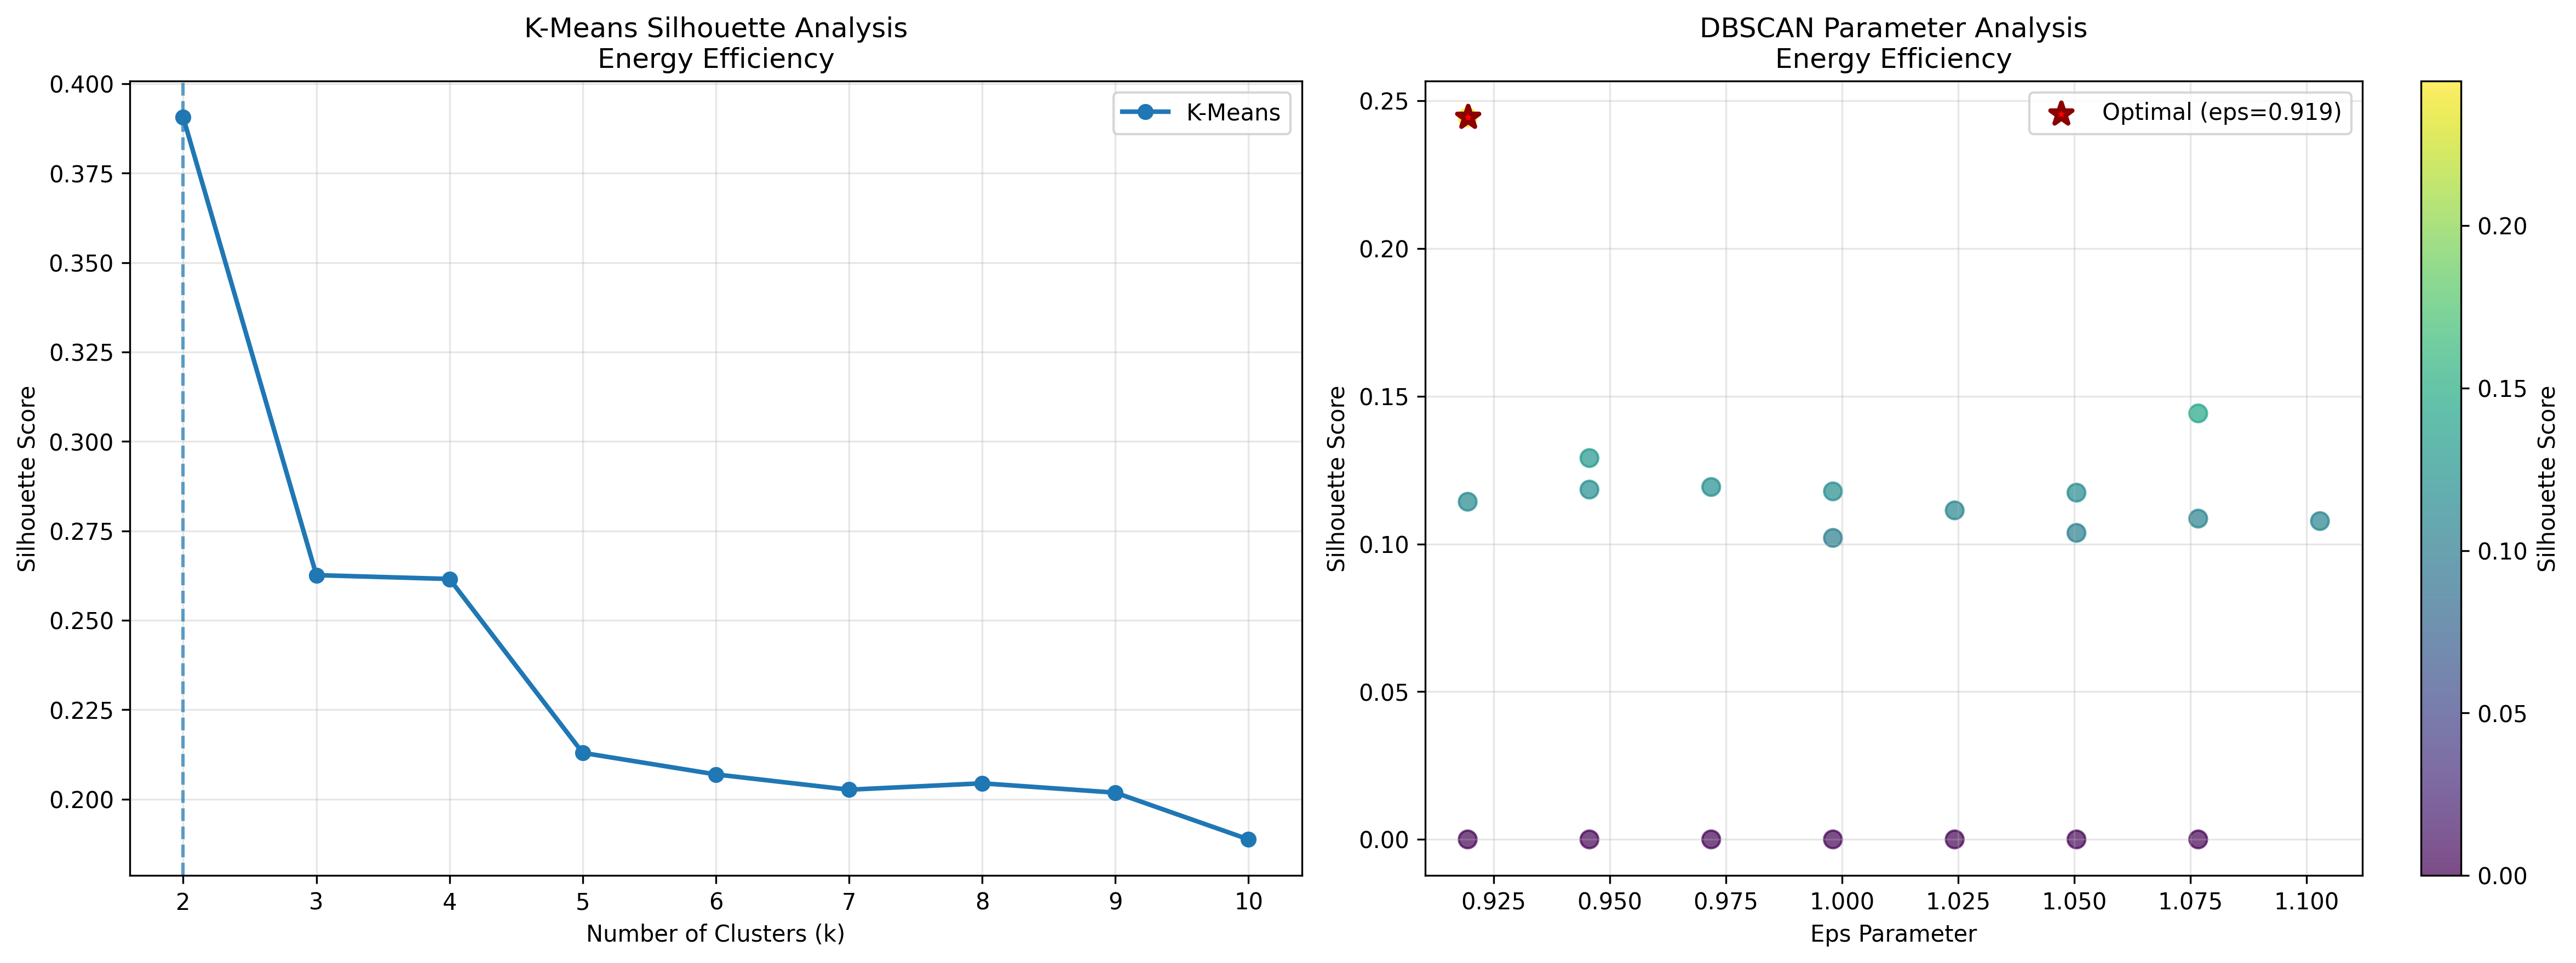 K-Means Silhouette Analysis
Energy Efficiency
K-Means
0.400
0.375
0.350
0.325
0.300
0.275
0.250
0.225
0.200
Silhouette Score
2 3 4 5 6 7 8 9 10
Number of Clusters (k)
DBSCAN Parameter Analysis
Energy Efficiency
Optimal (eps=0.919)
0.25
0.20
0.15
0.10
0.05
0.00
Silhouette Score
0.925 0.950 0.975 1.000 1.025 1.050 1.075 1.100
Eps Parameter
0.20
0.15
0.10
0.05
0.00
Silhouette Score